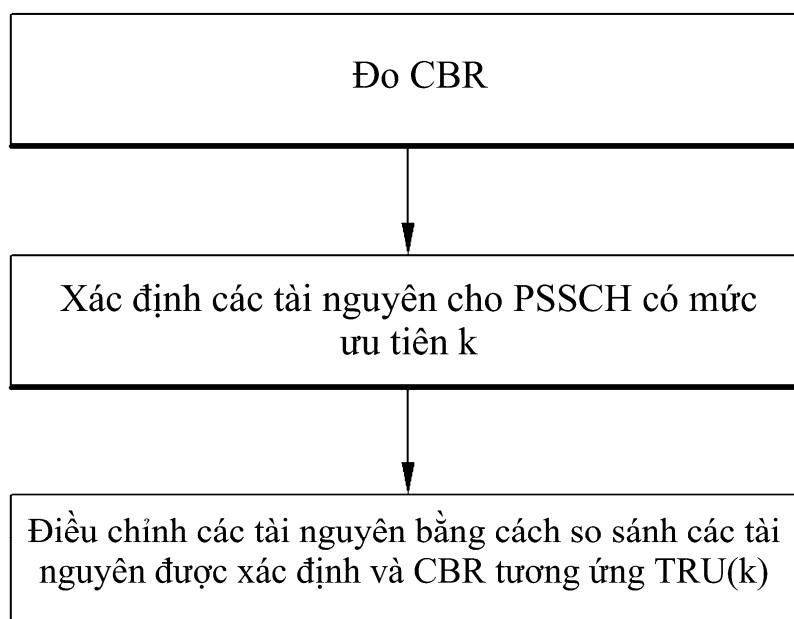 Đo CBR
Xác định các tài nguyên cho PSSCH có mức
ưu tiên k
Điều chỉnh các tài nguyên bằng cách so sánh các tài
nguyên được xác định và CBR tương ứng TRU(k)